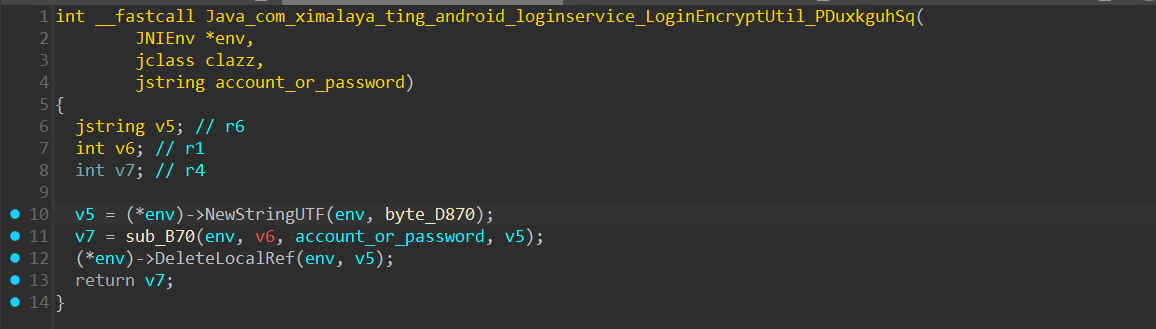 1 int __fastcall Java_com_ximalaya_ting_android_loginservice_LoginEncryptUtil_PDuxkguhSq(
2 JNIEnv *env,
3 jclass clazz,
4 jstring account_or_password)
5 {
6 jstring v5; // r6
7 int v6; // r1
8 int v7; // r4
9
10 v5 = (*env)->NewStringUTF(env, byte_D870);
11 v7 = sub_B70(env, v6, account_or_password, v5);
12 (*env)->DeleteLocalRef(env, v5);
13 return v7;
14 }